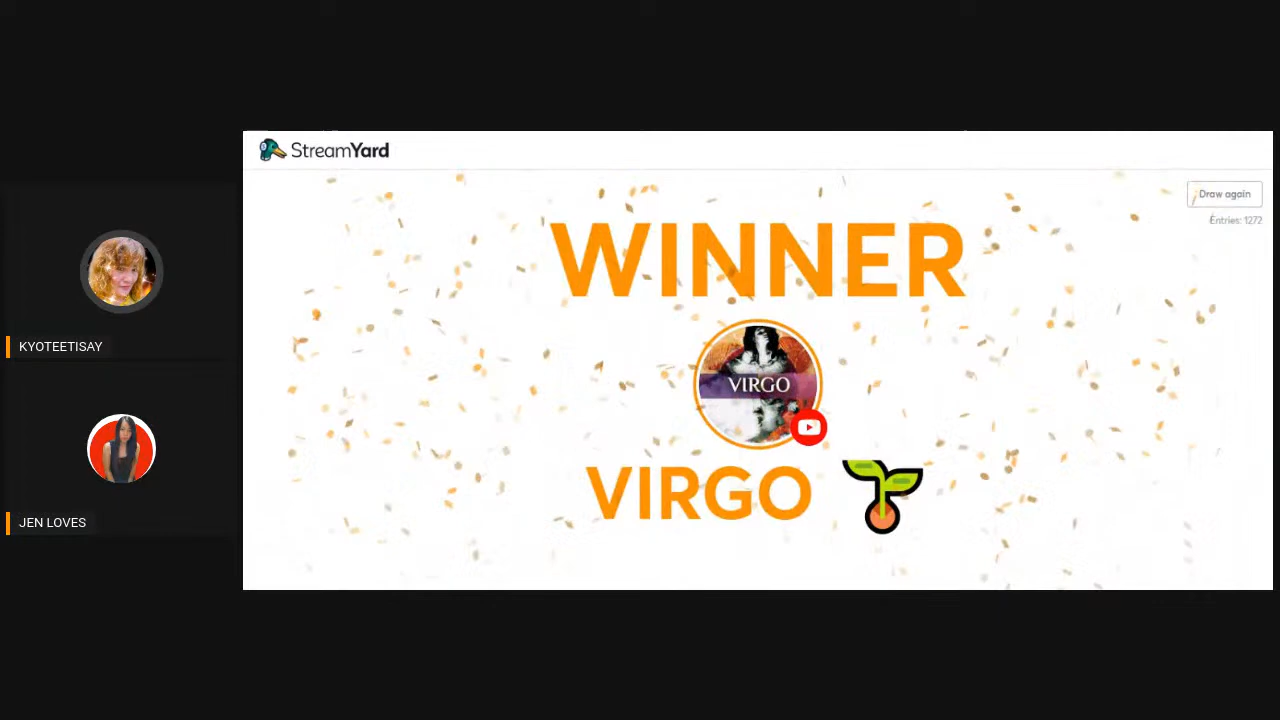 StreamYard
Draw again
Entries: 1272
WINNER
VIRGO
VIRGO
KYOTEETISAY
JEN LOVES